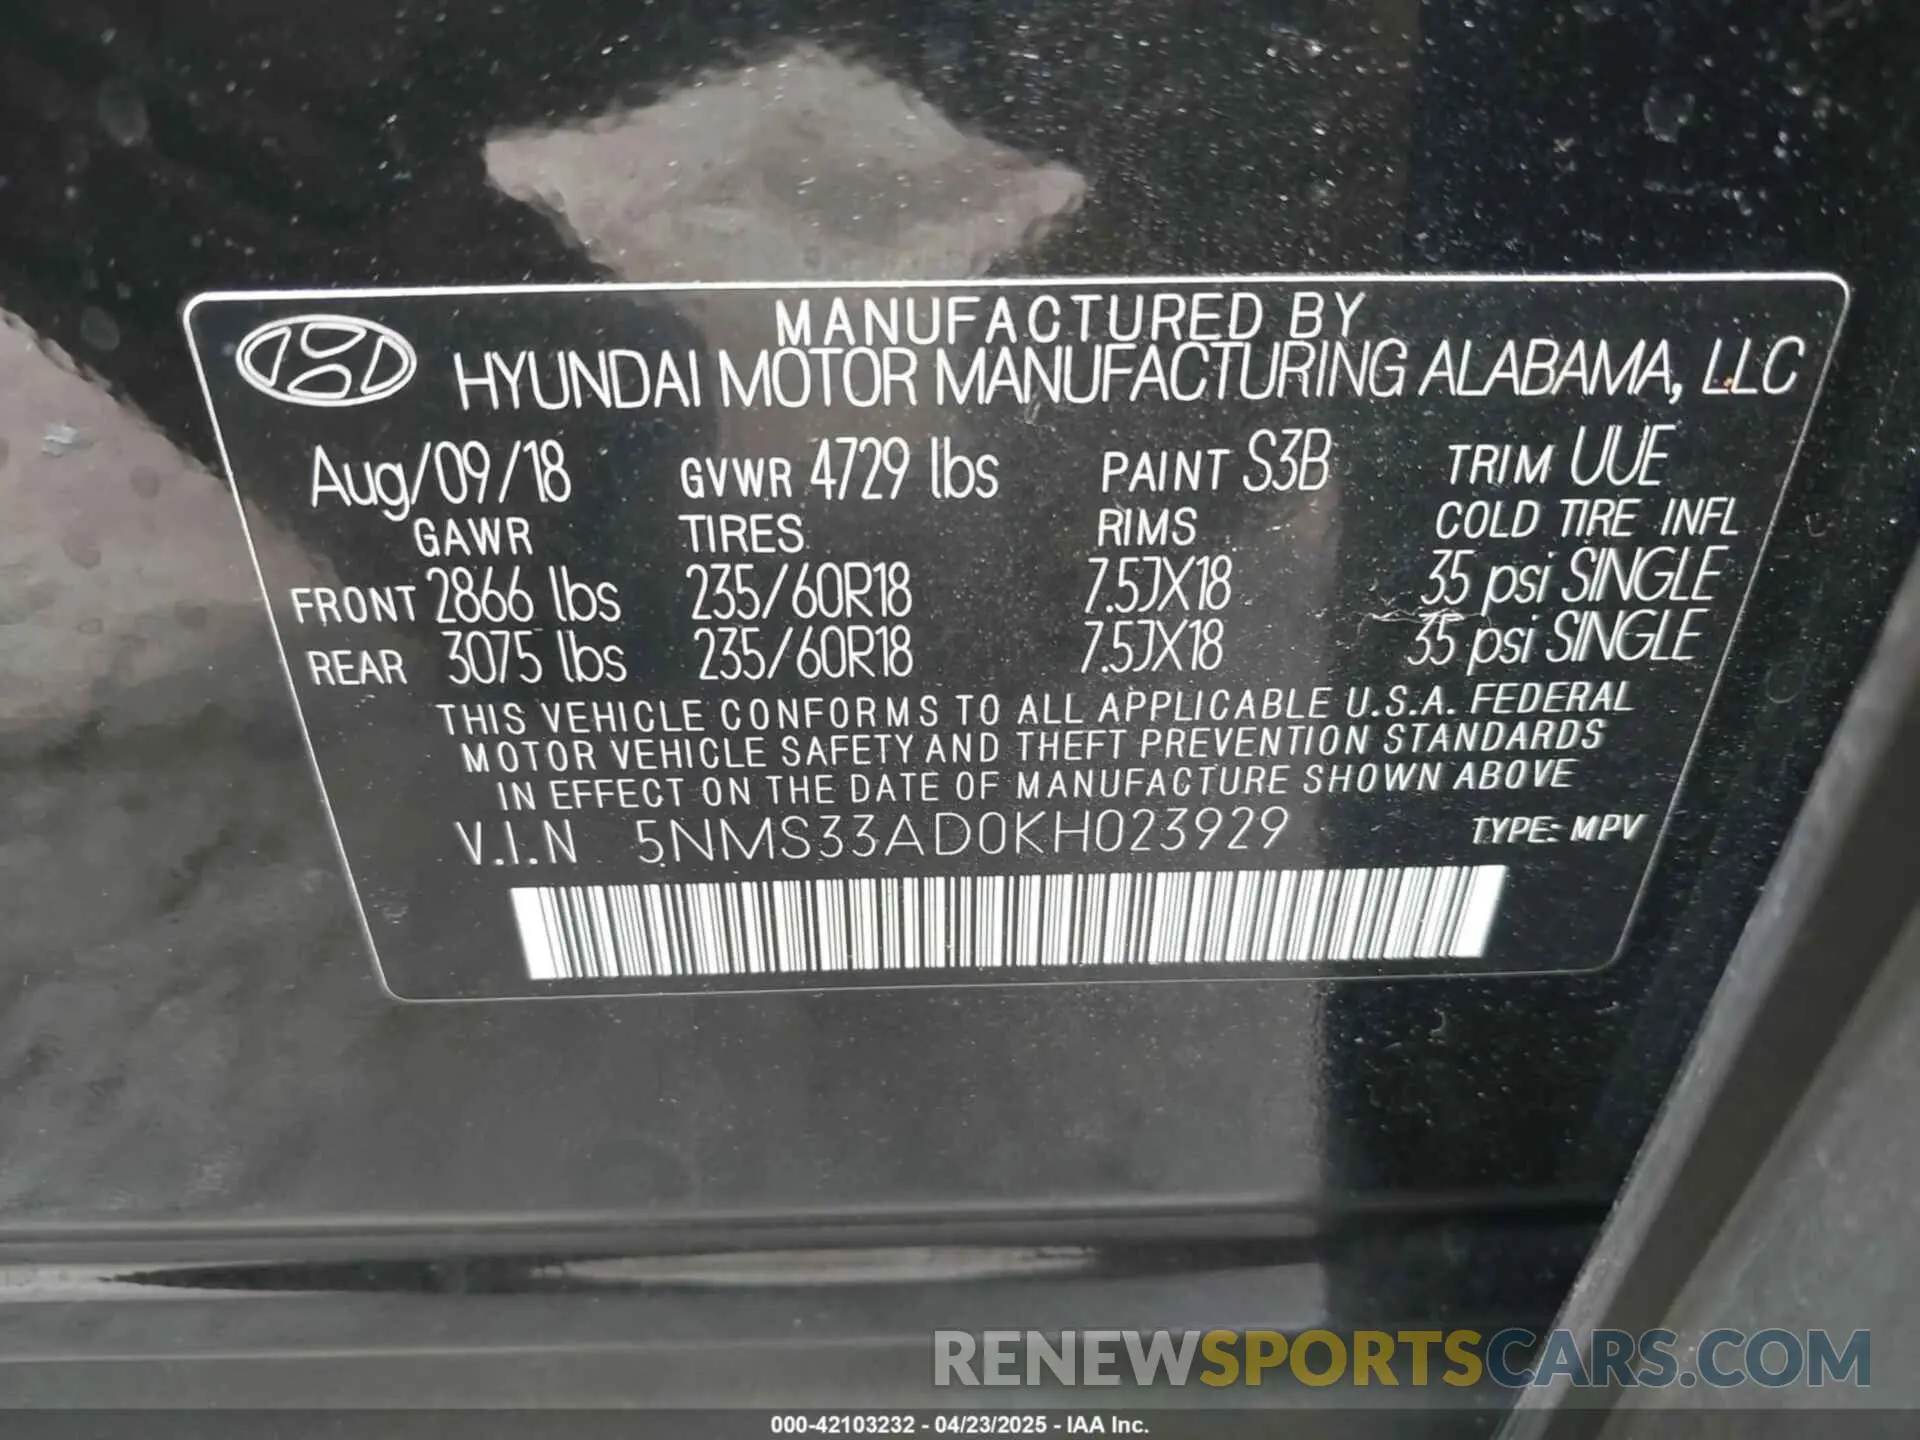 MANUFACTURED BY
HYUNDAI MOTOR MANUFACTURING ALABAMA, LLC
Aug/09/18 GVWR 4729 lbs PAINT S3B TRIM UUE
GAWR TIRES RIMS COLD TIRE INFL
FRONT 2866 lbs 235/60R18 7.5JX18 35 psi SINGLE
REAR 3075 lbs 235/60R18 7.5JX18 35 psi SINGLE
THIS VEHICLE CONFORMS TO ALL APPLICABLE U.S.A. FEDERAL
MOTOR VEHICLE SAFETY AND THEFT PREVENTION STANDARDS
IN EFFECT ON THE DATE OF MANUFACTURE SHOWN ABOVE
V.I.N 5NMS33AD0KH023929 TYPE: MPV
RENEWSPORTSCARS.COM
000-42103232 - 04/23/2025 - IAA Inc.